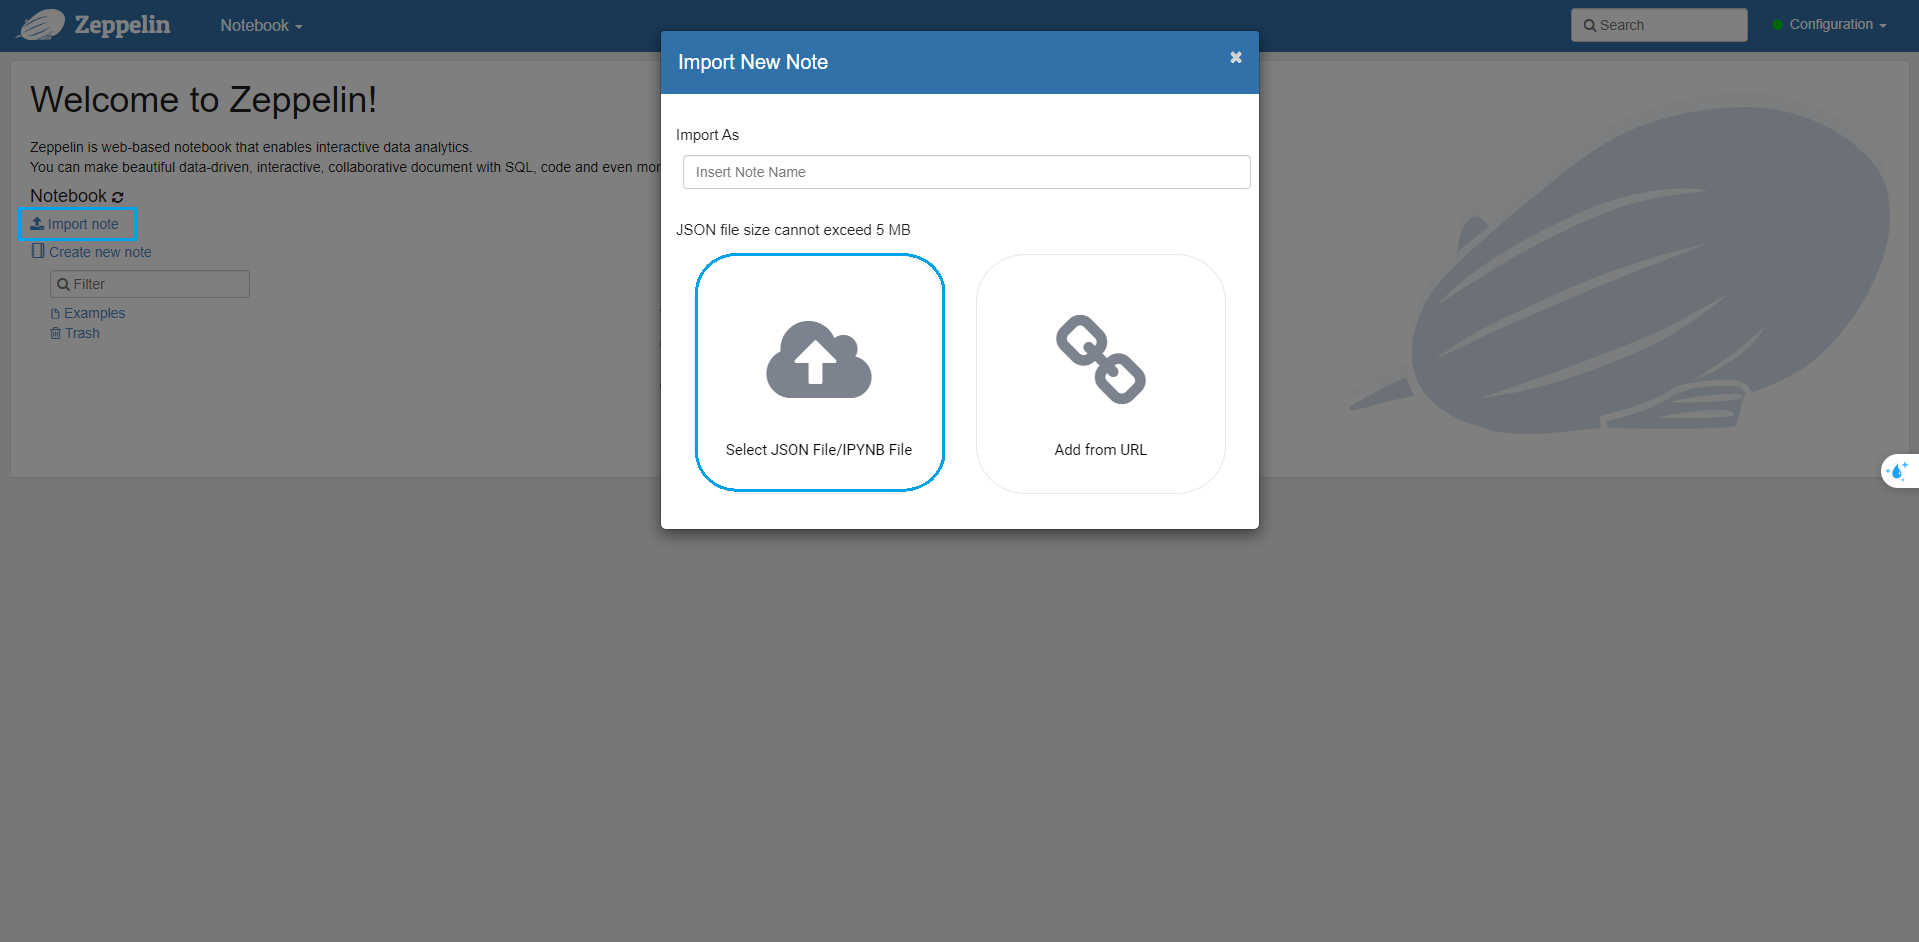 Zeppelin
Notebook
Search
Configuration
Welcome to Zeppelin!
Zeppelin is web-based notebook that enables interactive data analytics.
You can make beautiful data-driven, interactive, collaborative document with SQL, code and even mor
Notebook
Import note
Create new note
Filter
Examples
Trash
Import New Note
Import As
Insert Note Name
JSON file size cannot exceed 5 MB
Select JSON File/IPYNB File
Add from URL